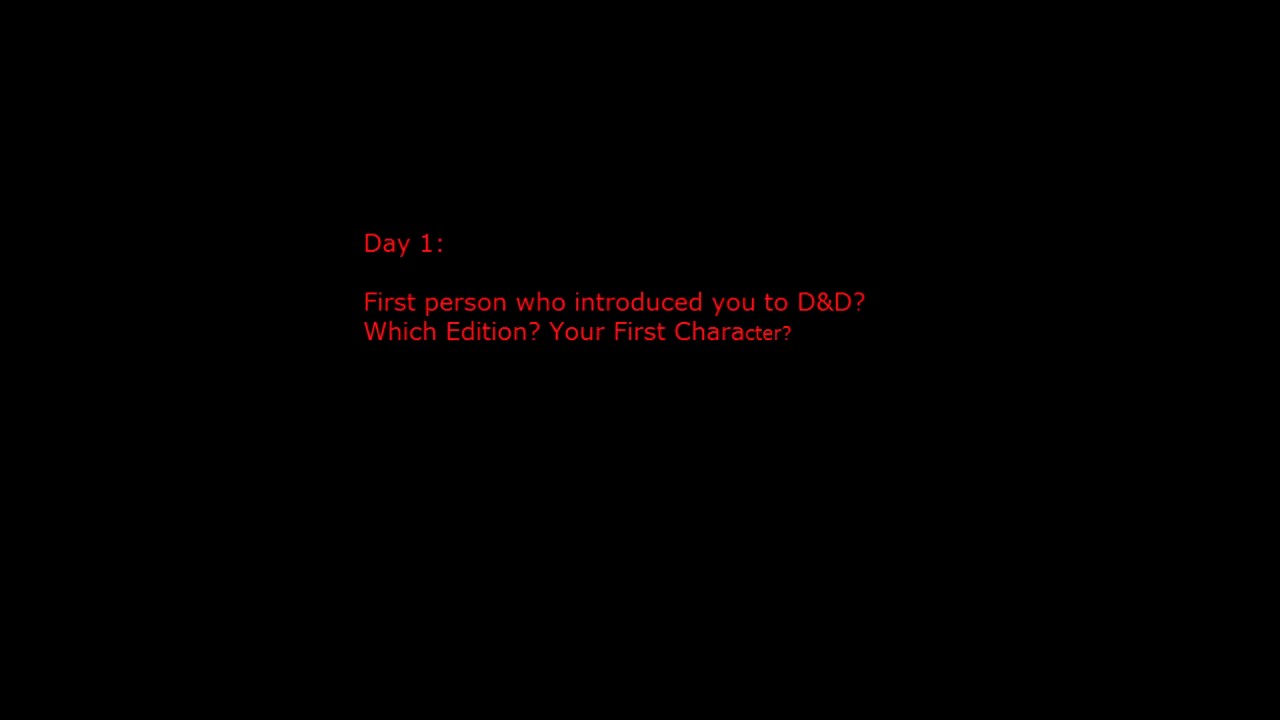 Day 1:
First person who introduced you to D&D?
Which Edition? Your First Character?